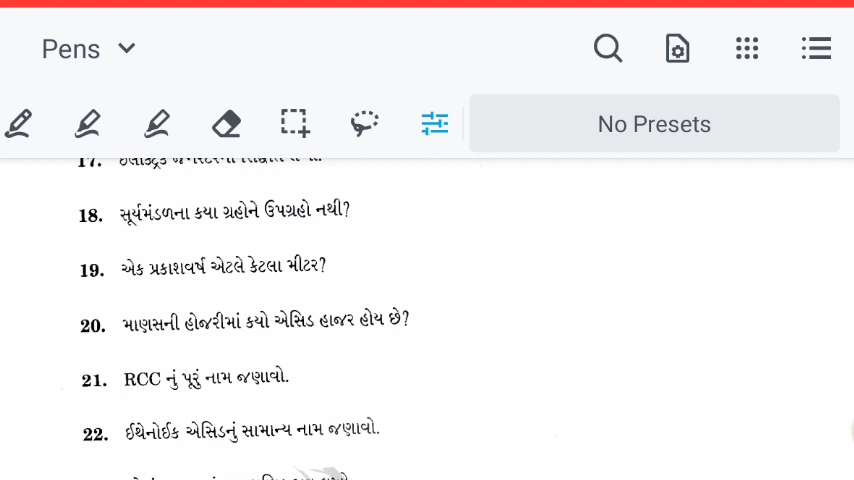 Pens
No Presets
17.
18. સૂર્યમંડળના કયા ગ્રહોને ઉપગ્રહો નથી?
19. એક પ્રકાશવર્ષ એટલે કેટલા મીટર?
20. માણસની હોજરીમાં કયો એસિડ હાજર હોય છે?
21. RCC નું પૂરું નામ જણાવો.
22. ઈથેનોઈક એસિડનું સામાન્ય નામ જણાવો.